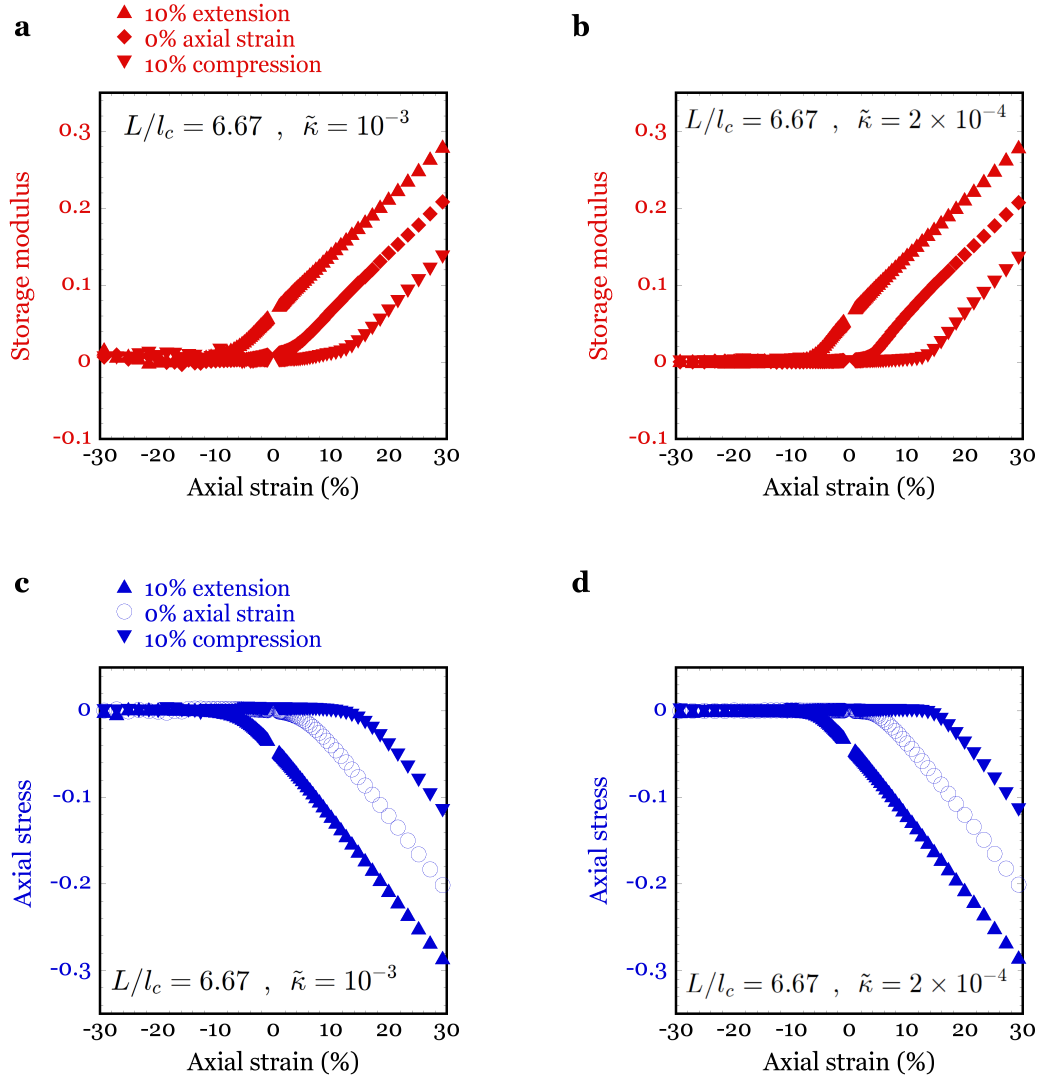 a
10% extension
0% axial strain
10% compression
b
L/l_c = 6.67 , κ̃ = 10⁻³
L/l_c = 6.67 , κ̃ = 2 × 10⁻⁴
Storage modulus
0.3
0.2
0.1
0
-0.1
-30 -20 -10 0 10 20 30
Axial strain (%)
Storage modulus
0.3
0.2
0.1
0
-0.1
-30 -20 -10 0 10 20 30
Axial strain (%)
c
10% extension
0% axial strain
10% compression
d
Axial stress
0
-0.1
-0.2
-0.3
L/l_c = 6.67 , κ̃ = 10⁻³
-30 -20 -10 0 10 20 30
Axial strain (%)
Axial stress
0
-0.1
-0.2
-0.3
L/l_c = 6.67 , κ̃ = 2 × 10⁻⁴
-30 -20 -10 0 10 20 30
Axial strain (%)